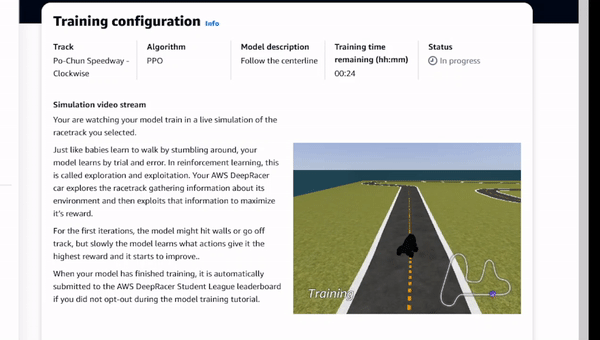 Training configuration Info
Track
Po-Chun Speedway -
Clockwise
Algorithm
PPO
Model description
Follow the centerline
Training time
remaining (hh:mm)
00:24
Status
In progress
Simulation video stream
Your are watching your model train in a live simulation of the
racetrack you selected.
Just like babies learn to walk by stumbling around, your
model learns by trial and error. In reinforcement learning, this
is called exploration and exploitation. Your AWS DeepRacer
car explores the racetrack gathering information about its
environment and then exploits that information to maximize
it's reward.
For the first iterations, the model might hit walls or go off
track, but slowly the model learns what actions give it the
highest reward and it starts to improve..
When your model has finished training, it is automatically
submitted to the AWS DeepRacer Student League leaderboard
if you did not opt-out during the model training tutorial.
Training